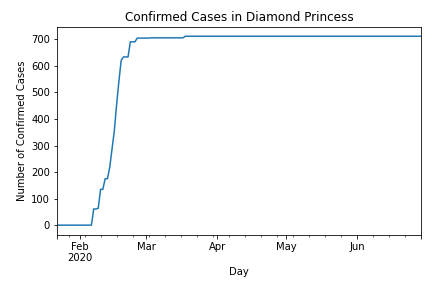 Confirmed Cases in Diamond Princess
Number of Confirmed Cases
700
600
500
400
300
200
100
0
Feb
2020
Mar
Apr
May
Jun
Day